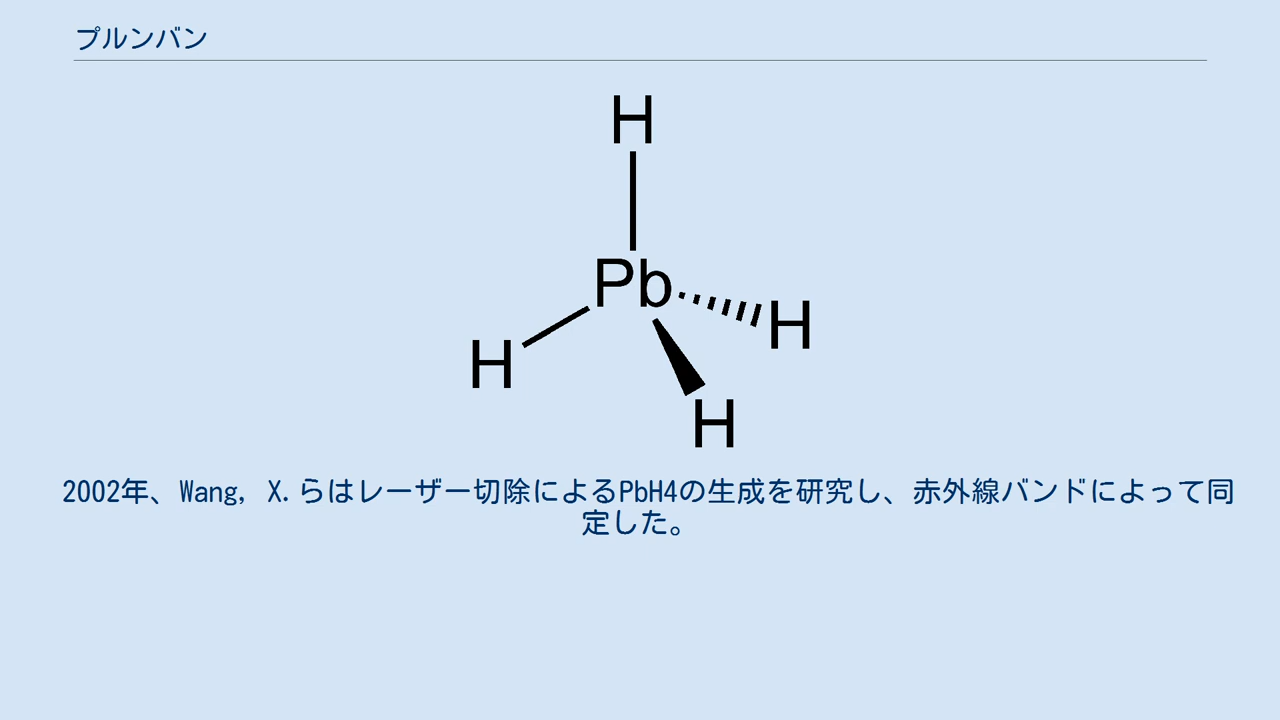 プルンバン
H
Pb
H
H
H
2002年、Wang, X.らはレーザー切除によるPbH4の生成を研究し、赤外線バンドによって同
定した。